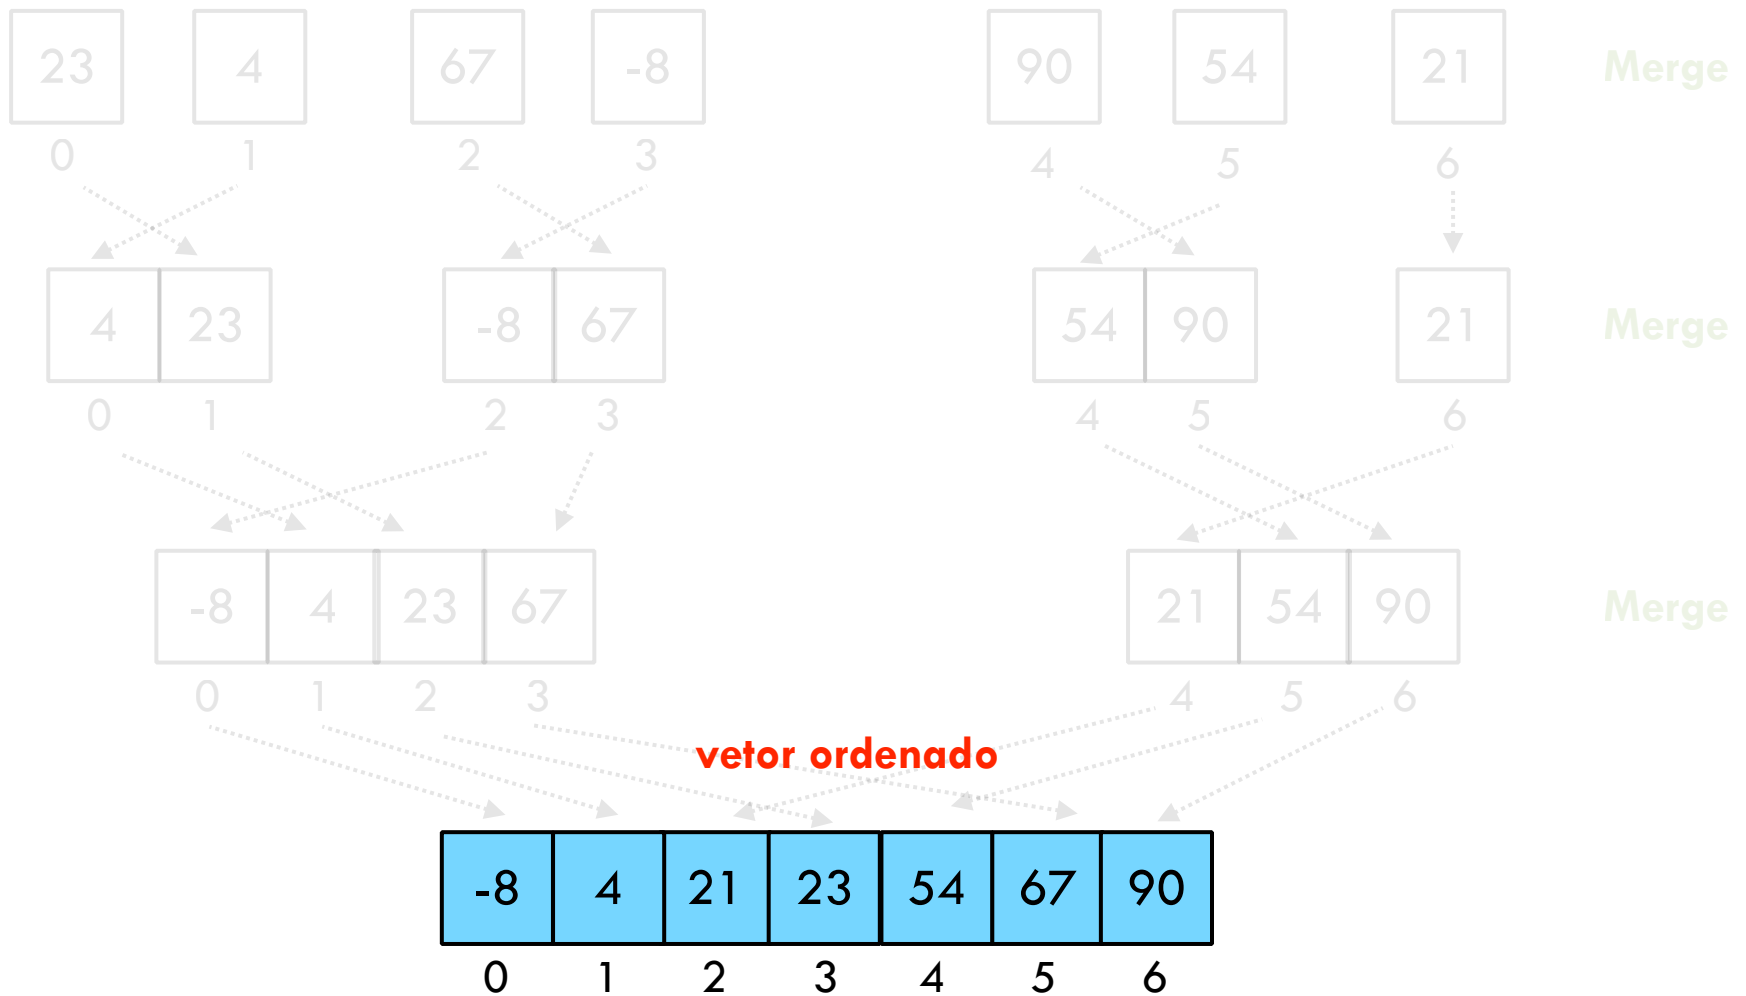 23 4 67 -8 90 54 21 Merge
0 1 2 3 4 5 6
4 23 -8 67 54 90 21 Merge
0 1 2 3 4 5 6
-8 4 23 67 21 54 90 Merge
0 1 2 3 4 5 6
vetor ordenado
-8 4 21 23 54 67 90
0 1 2 3 4 5 6